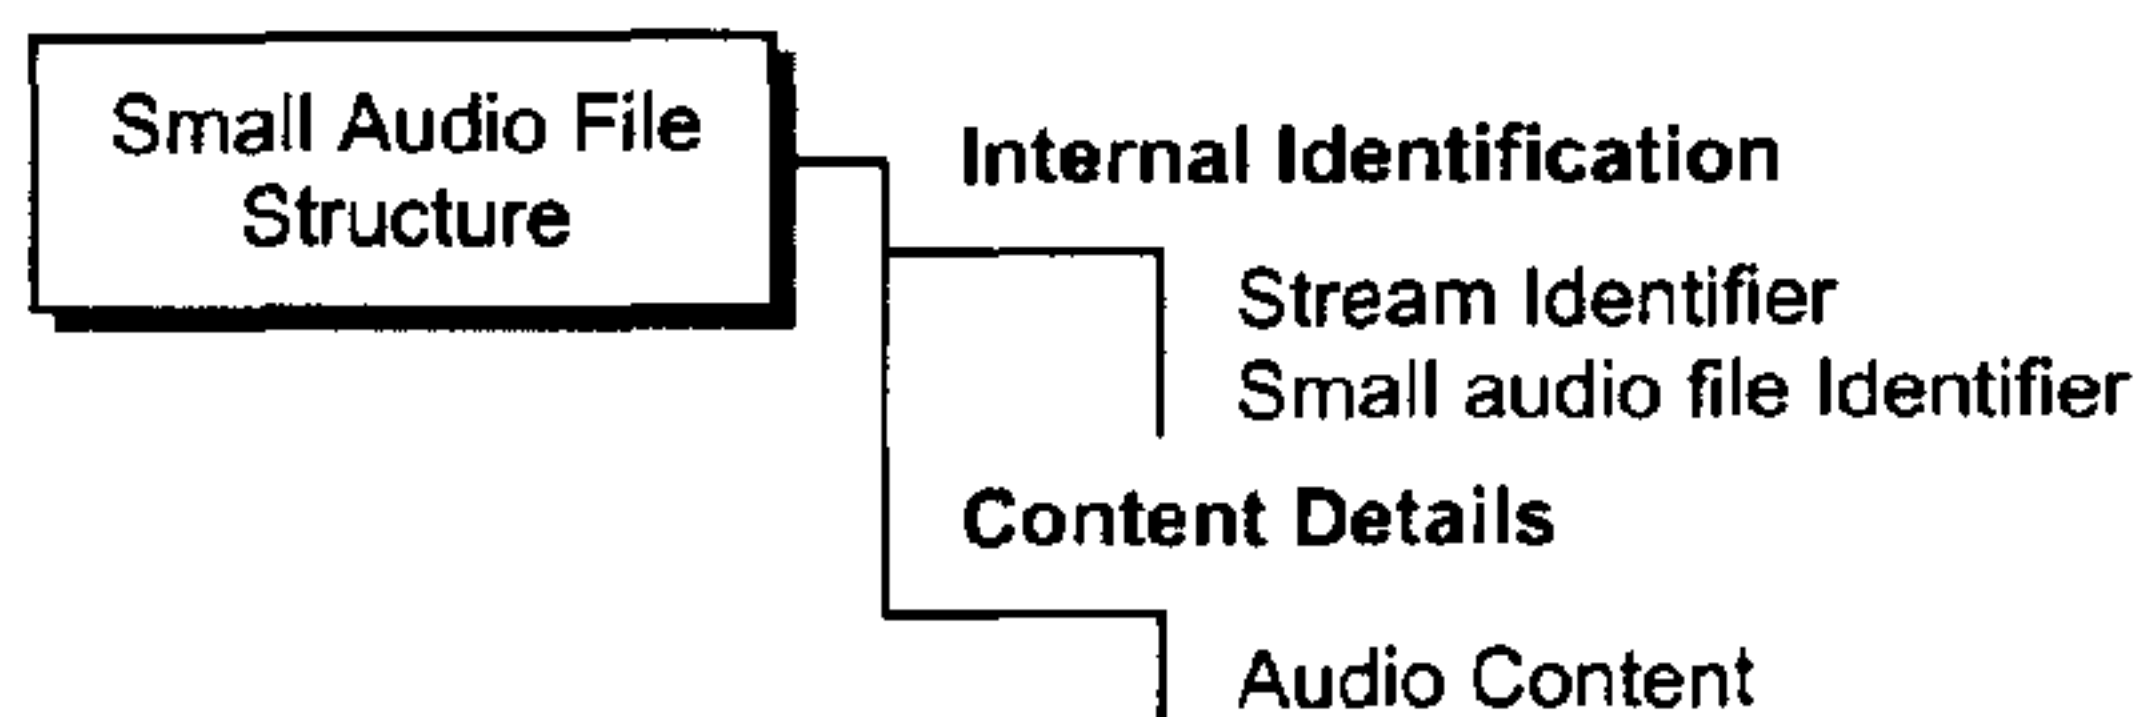 Small Audio File
Structure
Internal Identification
Stream Identifier
Small audio file Identifier
Content Details
Audio Content